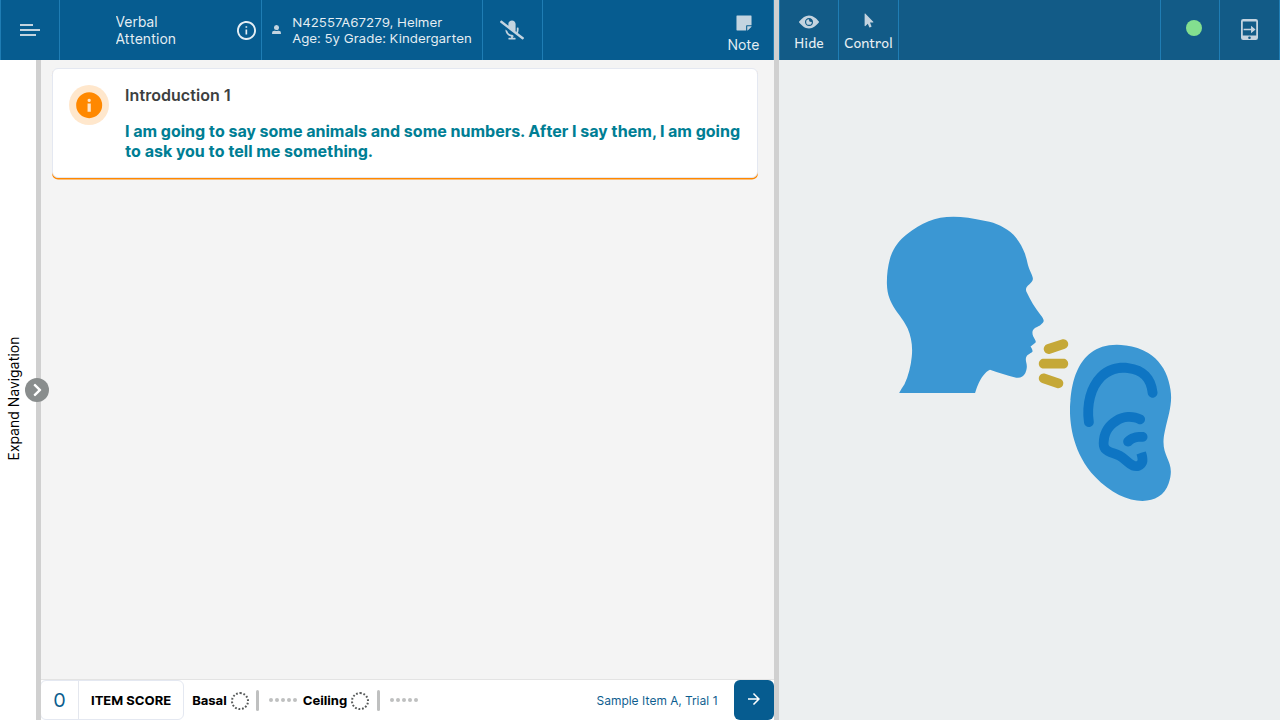 Verbal
Attention
N42557A67279, Helmer
Age: 5y Grade: Kindergarten
Note
Hide
Control
Introduction 1
I am going to say some animals and some numbers. After I say them, I am going
to ask you to tell me something.
Expand Navigation
0
ITEM SCORE
Basal
Ceiling
Sample Item A, Trial 1